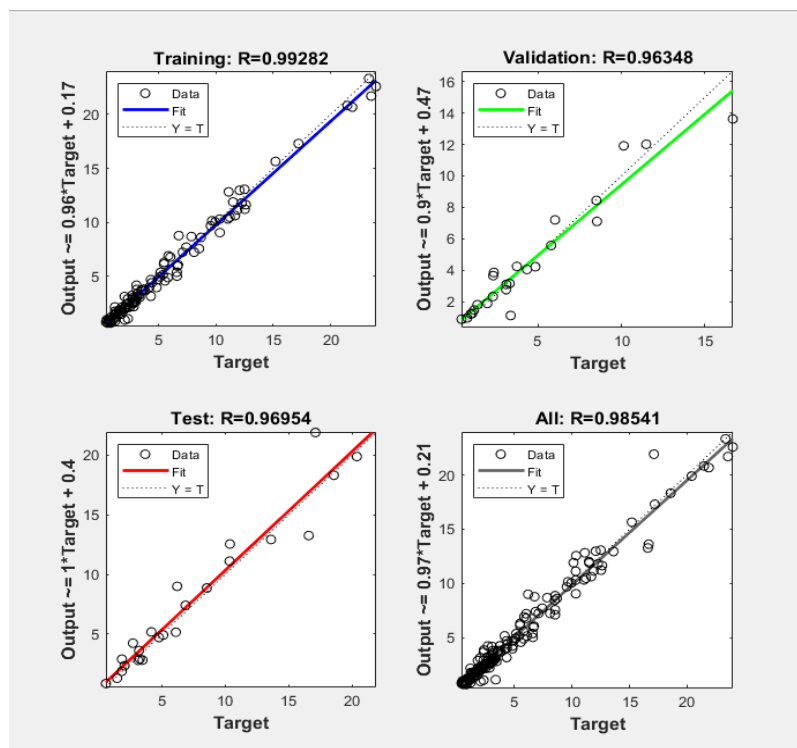 Training: R=0.99282
Output ~= 0.96*Target + 0.17
Data
Fit
Y = T
20
15
10
5
5
10
15
20
Target
Validation: R=0.96348
Output ~= 0.9*Target + 0.47
Data
Fit
Y = T
16
14
12
10
8
6
4
2
5
10
15
Target
Test: R=0.96954
Output ~= 1*Target + 0.4
Data
Fit
Y = T
20
15
10
5
5
10
15
20
Target
All: R=0.98541
Output ~= 0.97*Target + 0.21
Data
Fit
Y = T
20
15
10
5
5
10
15
20
Target